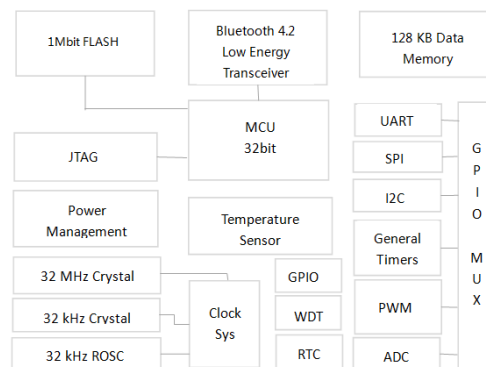 1Mbit FLASH
Bluetooth 4.2
Low Energy
Transceiver
128 KB Data
Memory
MCU
32bit
JTAG
UART
SPI
I2C
General
Timers
PWM
ADC
GPIO MUX
Power
Management
Temperature
Sensor
32 MHz Crystal
32 kHz Crystal
32 kHz ROSC
Clock
Sys
GPIO
WDT
RTC